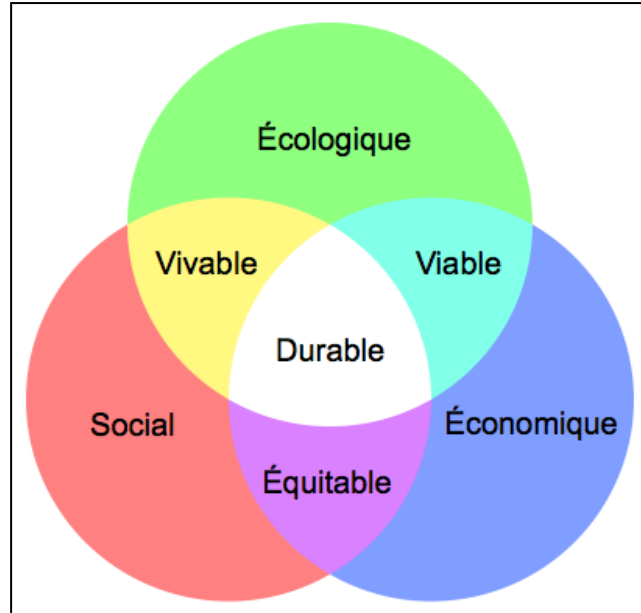 Écologique
Vivable
Viable
Durable
Social
Économique
Équitable